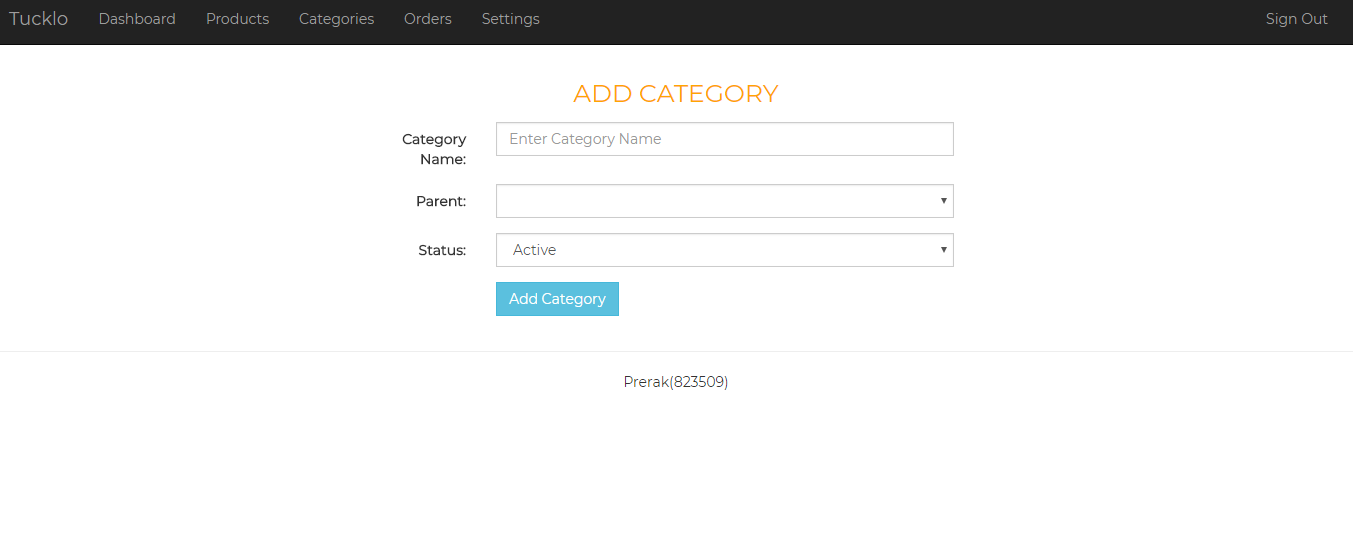 Tucklo Dashboard Products Categories Orders Settings Sign Out
ADD CATEGORY
Category
Name:
Enter Category Name
Parent:
Status:
Active
Add Category
Prerak(823509)